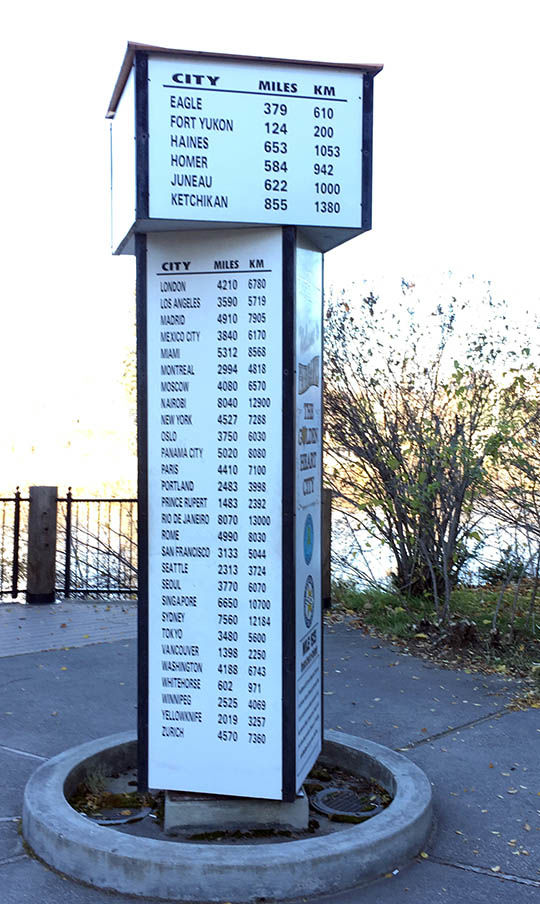 CITY MILES KM
EAGLE 379 610
FORT YUKON 124 200
HAINES 653 1053
HOMER 584 942
JUNEAU 622 1000
KETCHIKAN 855 1380
CITY MILES KM
LONDON 4210 6780
LOS ANGELES 3590 5719
MADRID 4910 7905
MEXICO CITY 3840 6170
MIAMI 5312 8568
MONTREAL 2994 4818
MOSCOW 4080 6570
NAIROBI 8040 12900
NEW YORK 4527 7288
OSLO 3750 6030
PANAMA CITY 5020 8080
PARIS 4410 7100
PORTLAND 2483 3998
PRINCE RUPERT 1483 2392
RIO DE JANEIRO 8070 13000
ROME 4990 8030
SAN FRANCISCO 3133 5044
SEATTLE 2313 3724
SEOUL 3770 6070
SINGAPORE 6650 10700
SYDNEY 7560 12184
TOKYO 3480 5600
VANCOUVER 1398 2250
WASHINGTON 4188 6743
WHITEHORSE 602 971
WINNIPEG 2525 4069
YELLOWKNIFE 2019 3257
ZURICH 4570 7360
THE
GOLDEN
HEART
CITY